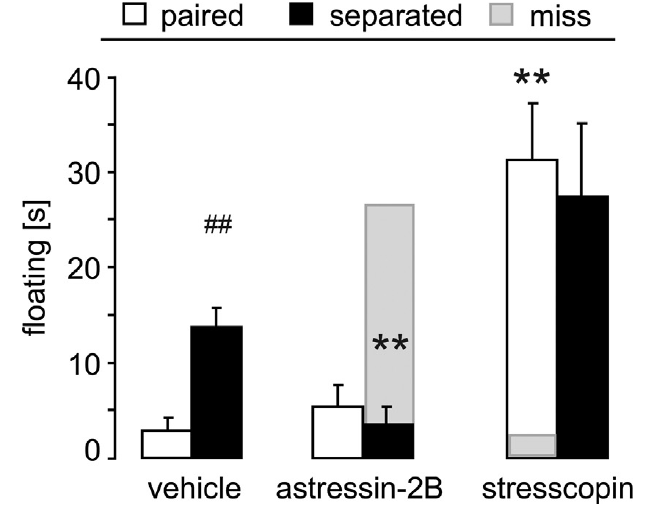 paired separated miss
**
40
30
##
20
**
10
0
floating [s]
vehicle astressin-2B stresscopin